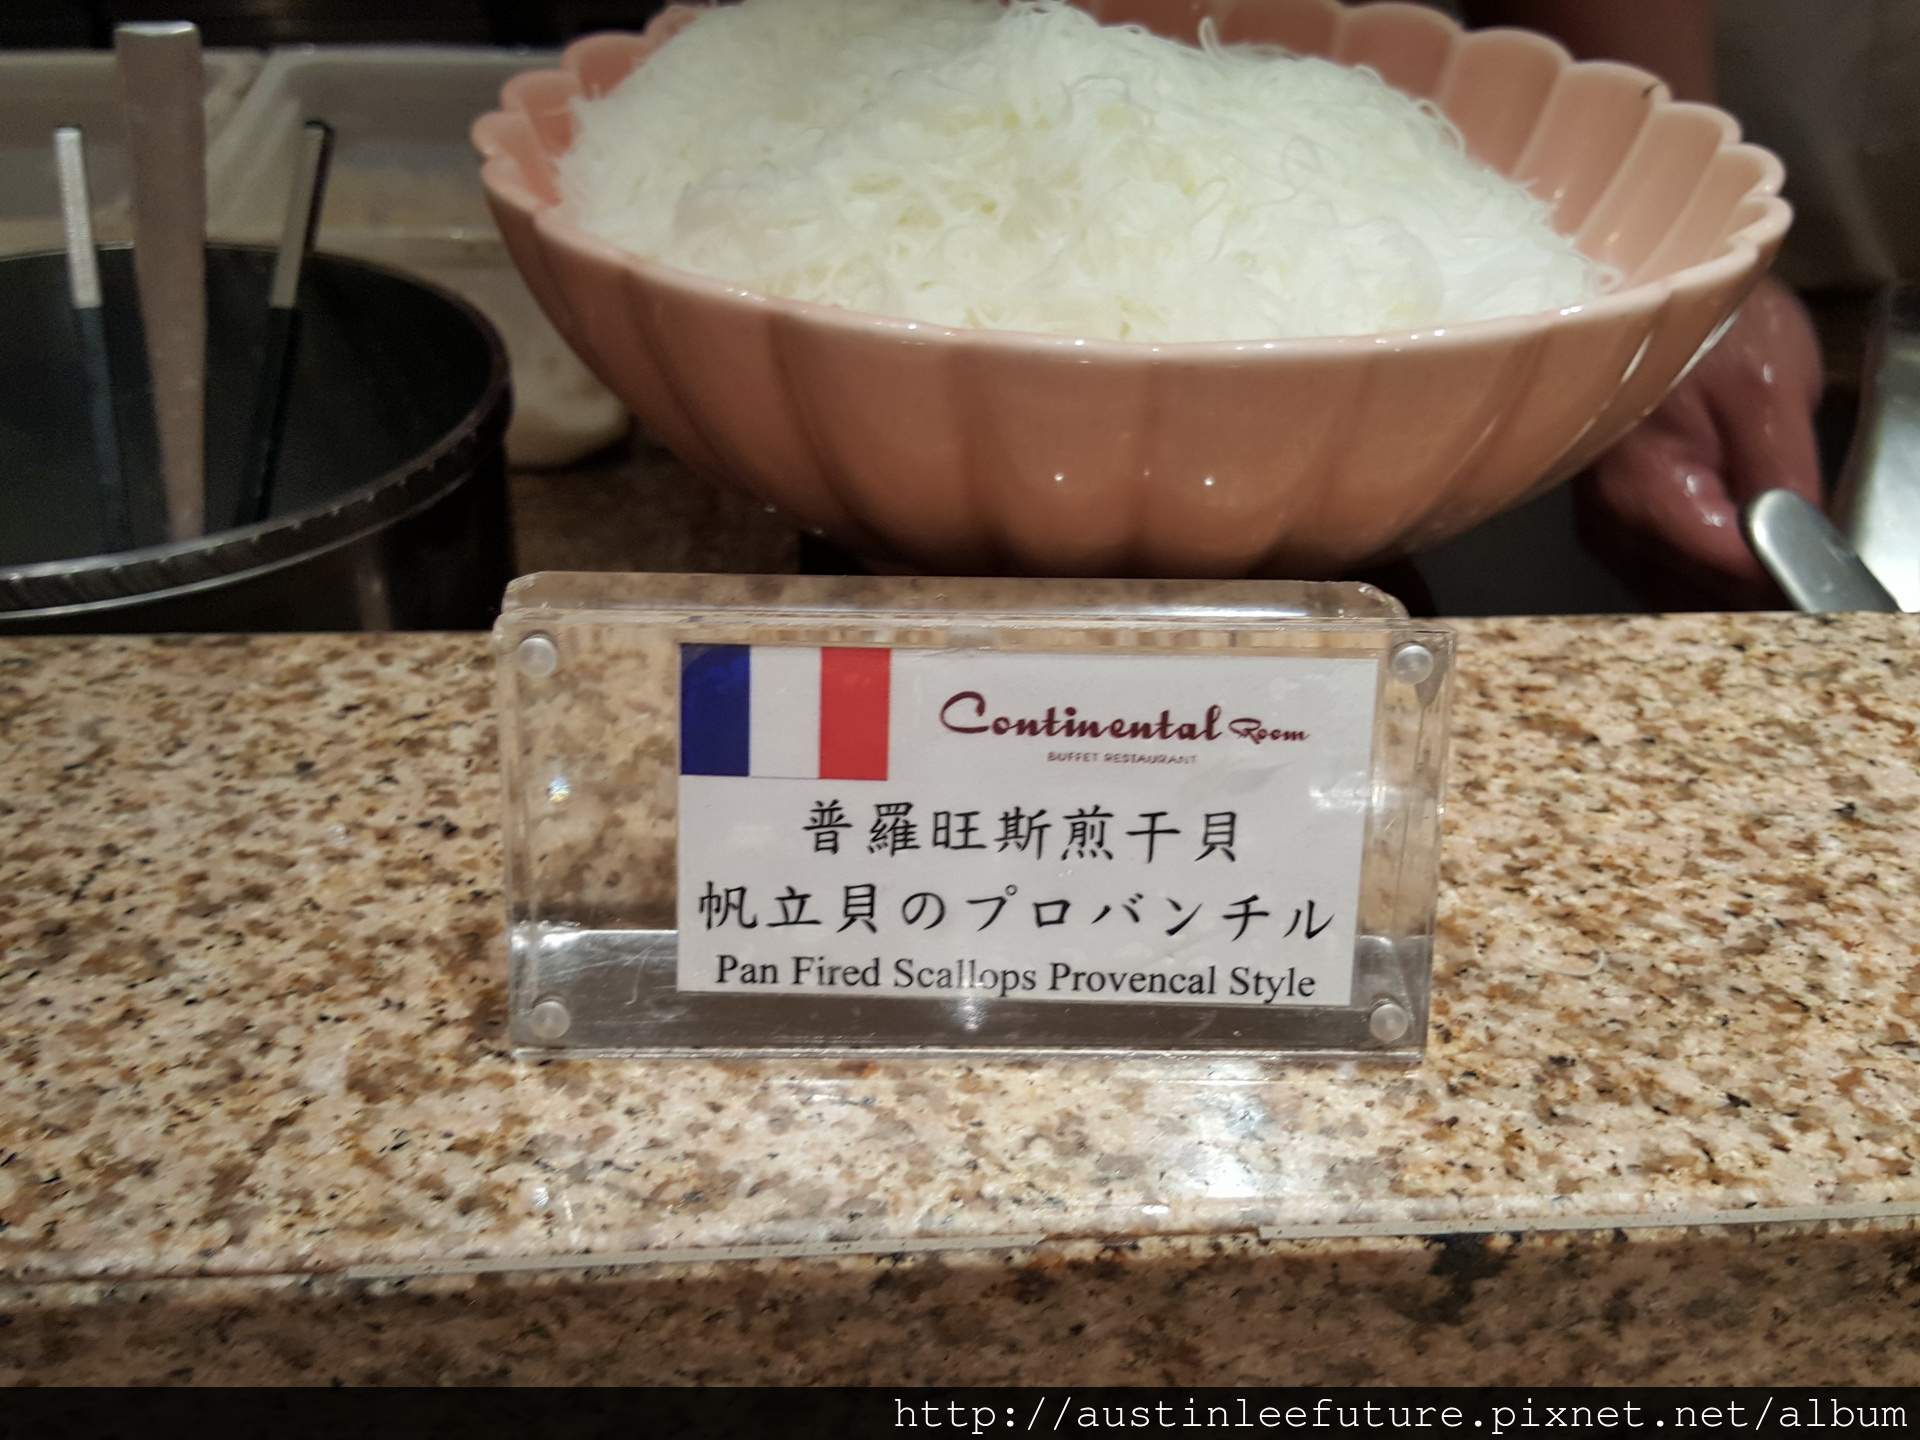 Continental Room
BUFFET RESTAURANT
普羅旺斯煎干貝
帆立貝のプロバンチル
Pan Fired Scallops Provencal Style
http://austinleefuture.pixnet.net/album